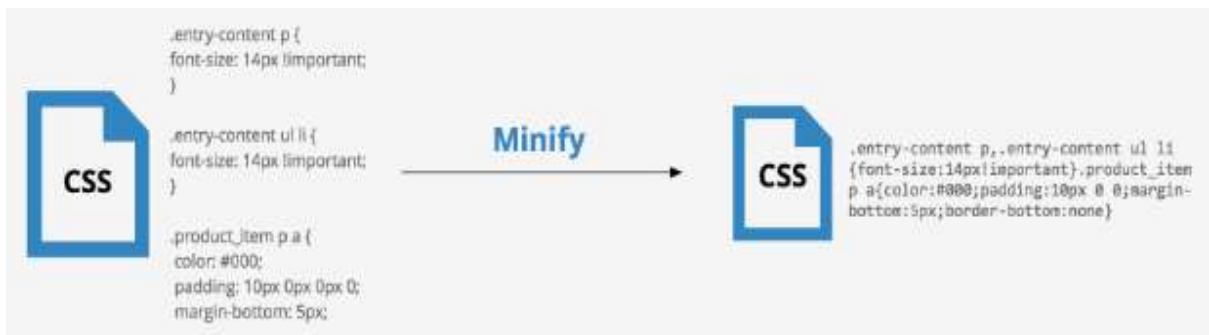 .entry-content p {
font-size: 14px !important;
}
.entry-content ul li {
font-size: 14px !important;
}
.product_item p a {
color: #000;
padding: 10px 0px 0px 0;
margin-bottom: 5px;
CSS
Minify
CSS
.entry-content p,.entry-content ul li
{font-size:14px!important}.product_item
p a{color:#000;padding:10px 0 0;margin-
bottom:5px;border-bottom:none}